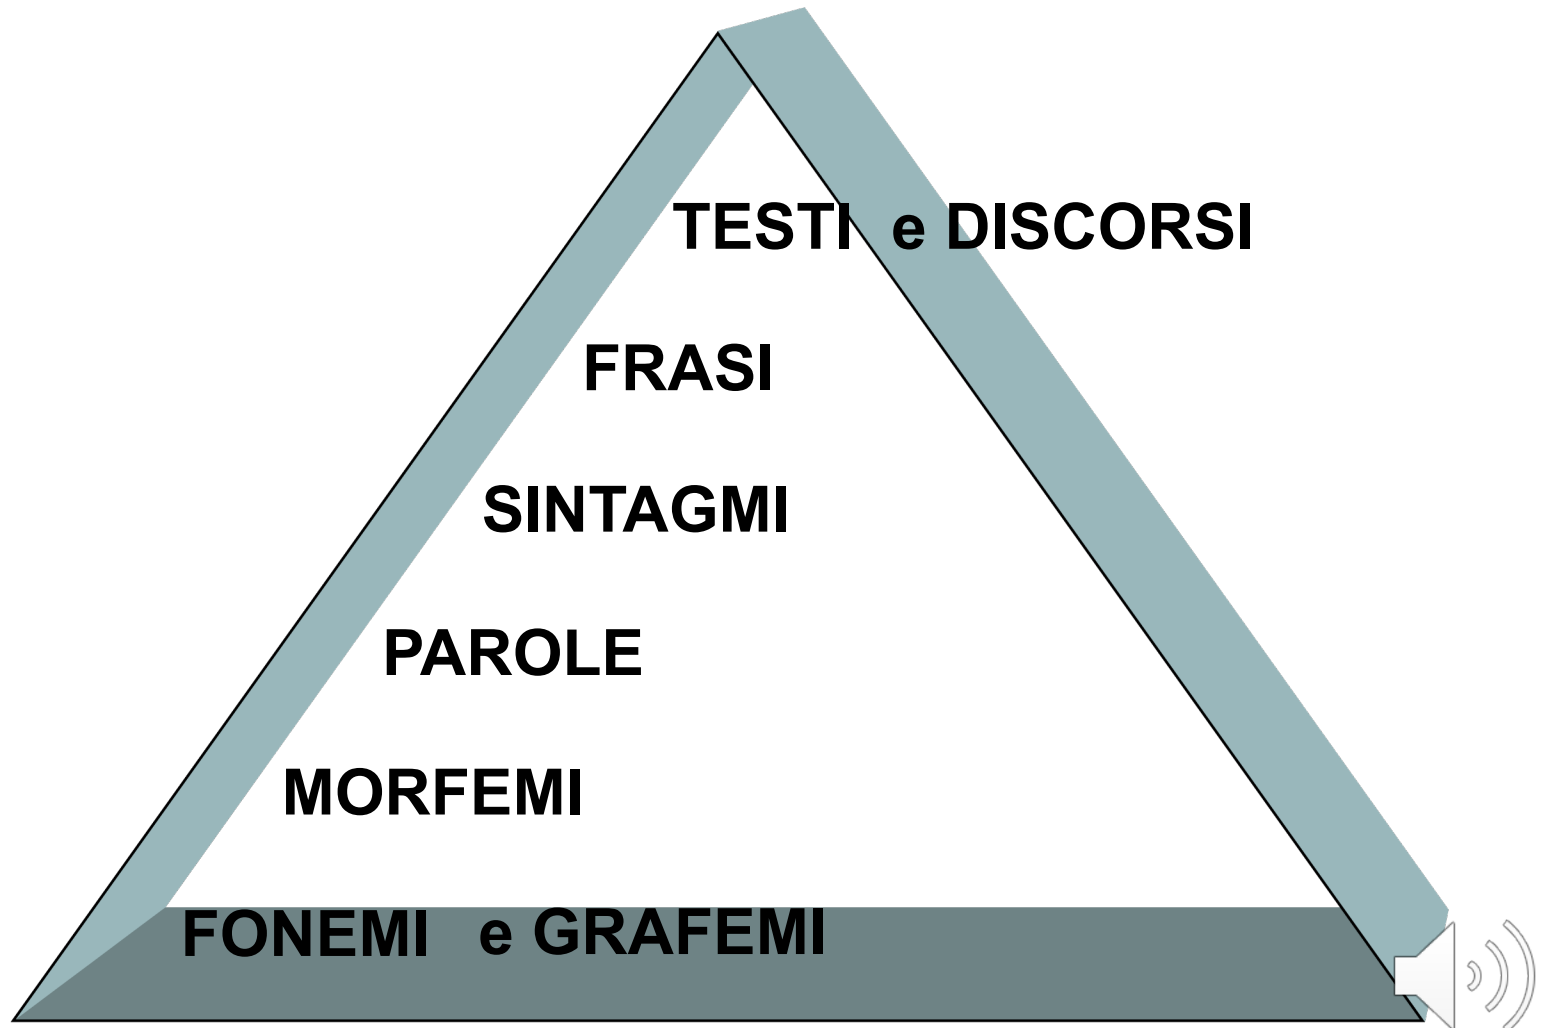 TESTI e DISCORSI
FRASI
SINTAGMI
PAROLE
MORFEMI
FONEMI e GRAFEMI